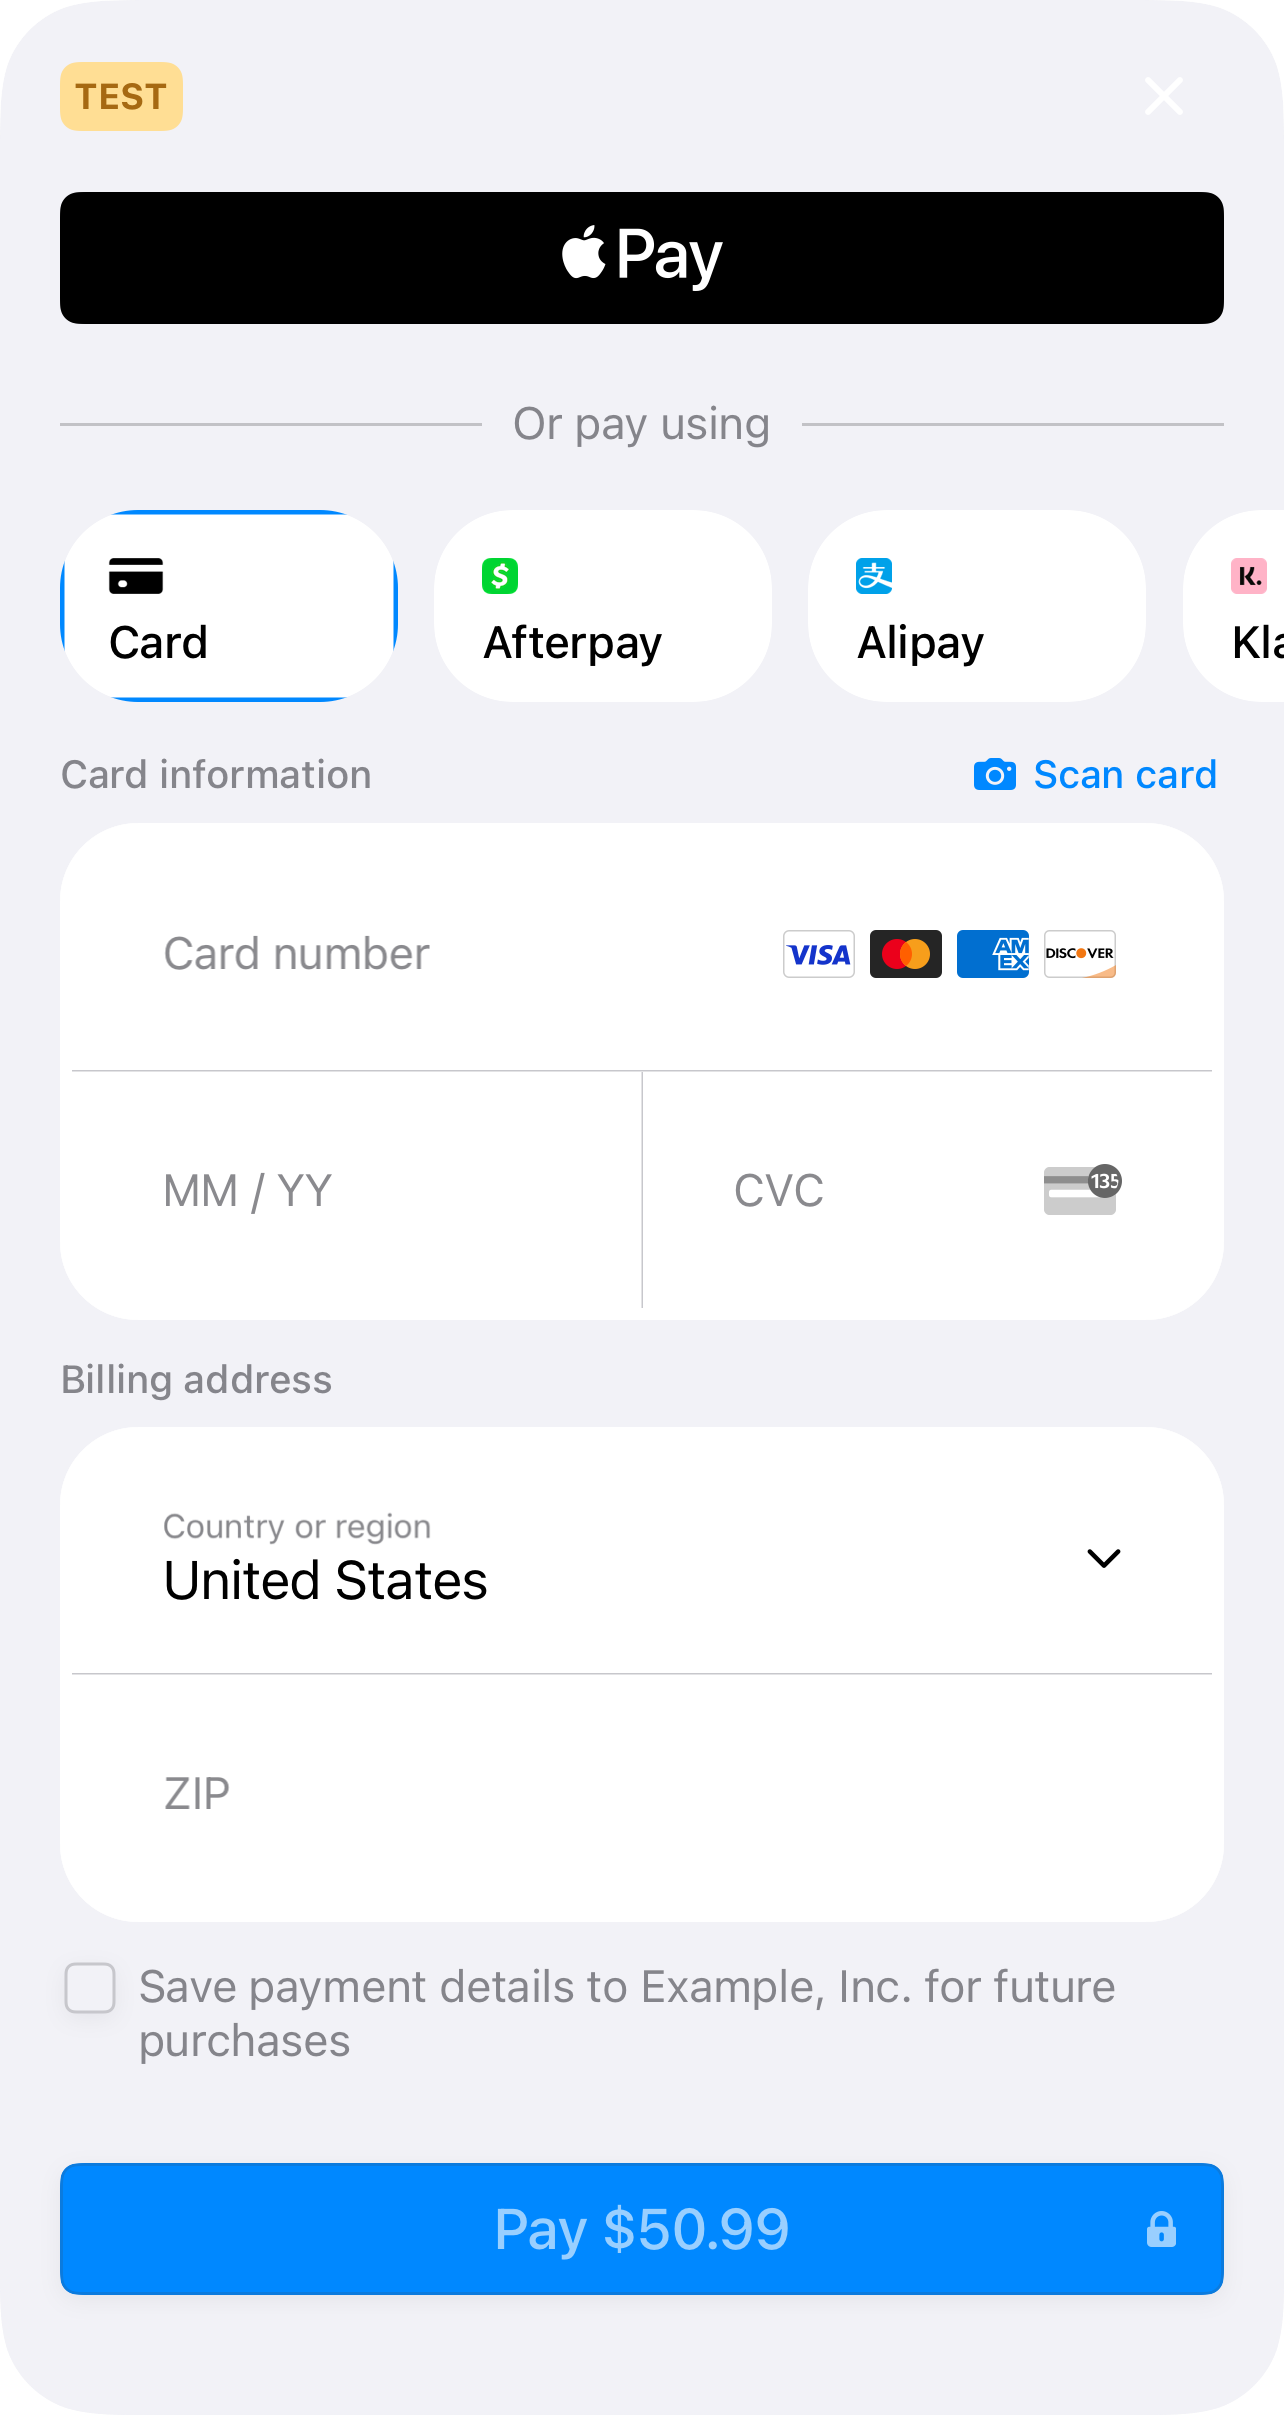 TEST
Pay
Or pay using
Card
Afterpay
Alipay
Kla
Card information
Scan card
Card number
VISA
AM
EX
DISCOVER
MM / YY
CVC
135
Billing address
Country or region
United States
ZIP
Save payment details to Example, Inc. for future
purchases
Pay $50.99